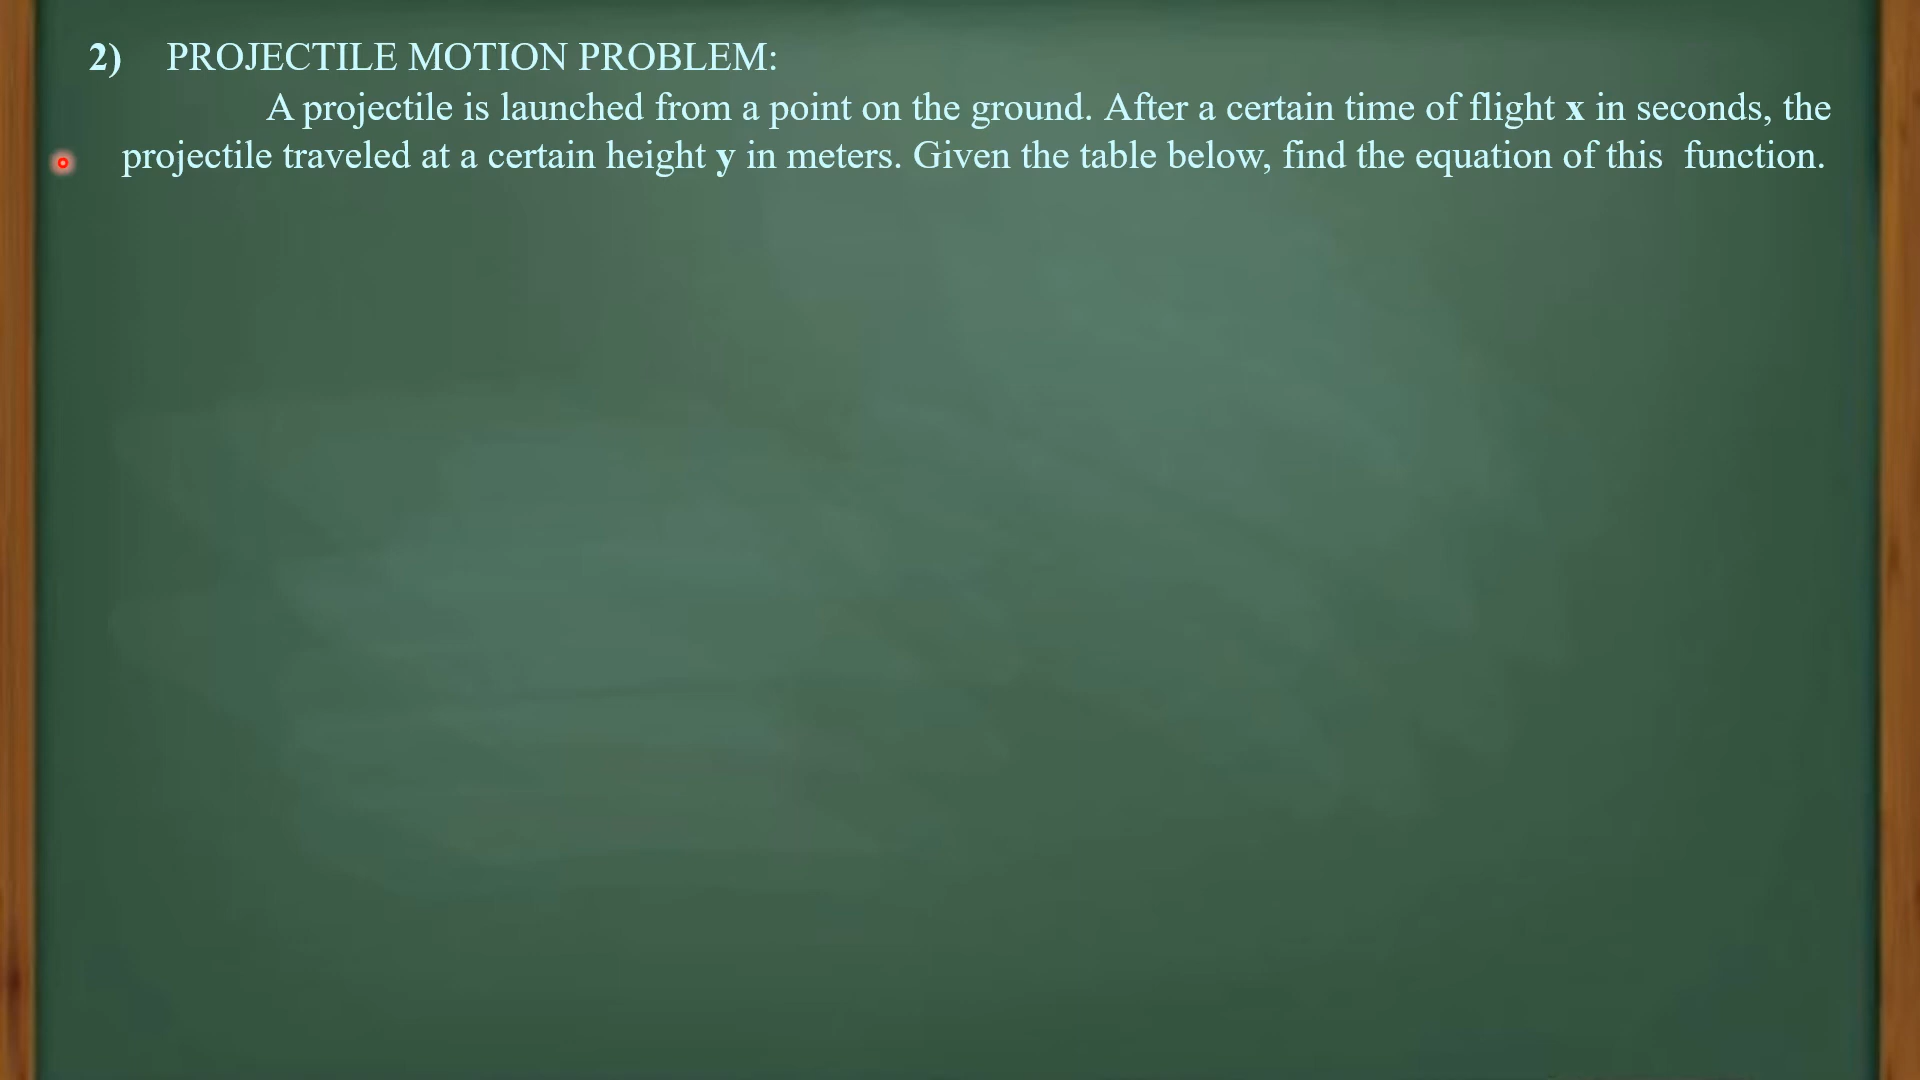 2) PROJECTILE MOTION PROBLEM:
A projectile is launched from a point on the ground. After a certain time of flight x in seconds, the
projectile traveled at a certain height y in meters. Given the table below, find the equation of this function.